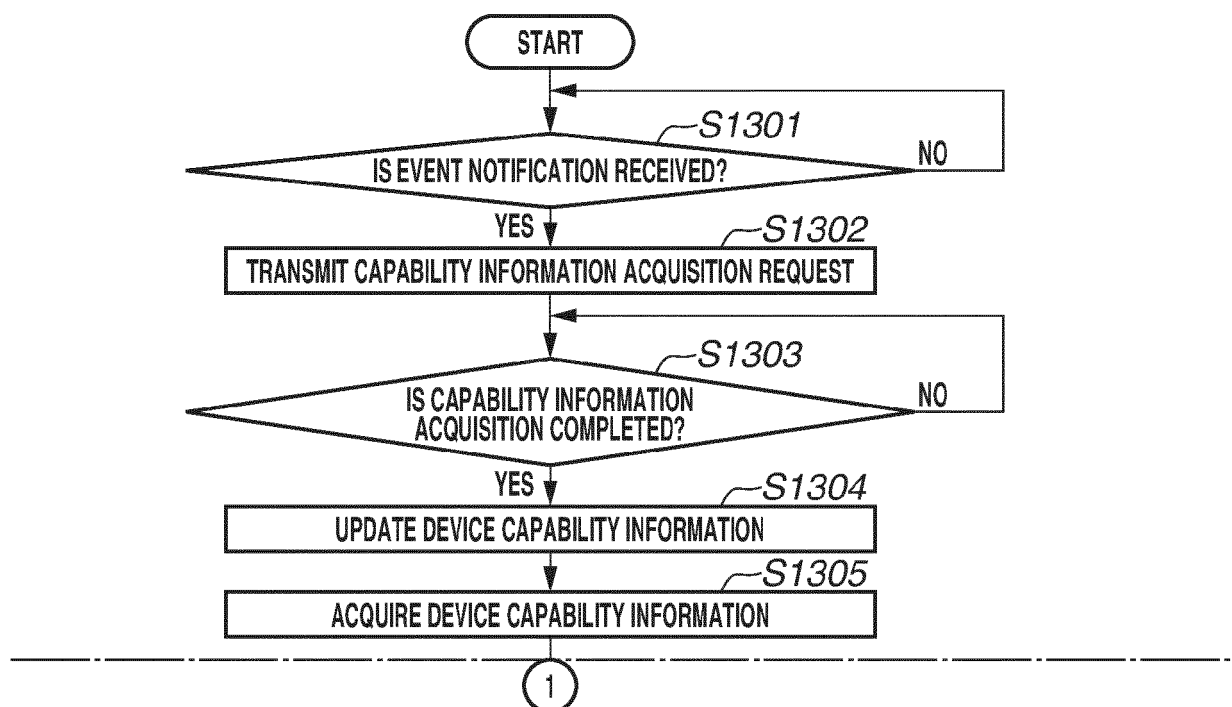 START
S1301
IS EVENT NOTIFICATION RECEIVED?
NO
YES
S1302
TRANSMIT CAPABILITY INFORMATION ACQUISITION REQUEST
S1303
IS CAPABILITY INFORMATION
ACQUISITION COMPLETED?
NO
YES
S1304
UPDATE DEVICE CAPABILITY INFORMATION
S1305
ACQUIRE DEVICE CAPABILITY INFORMATION
1